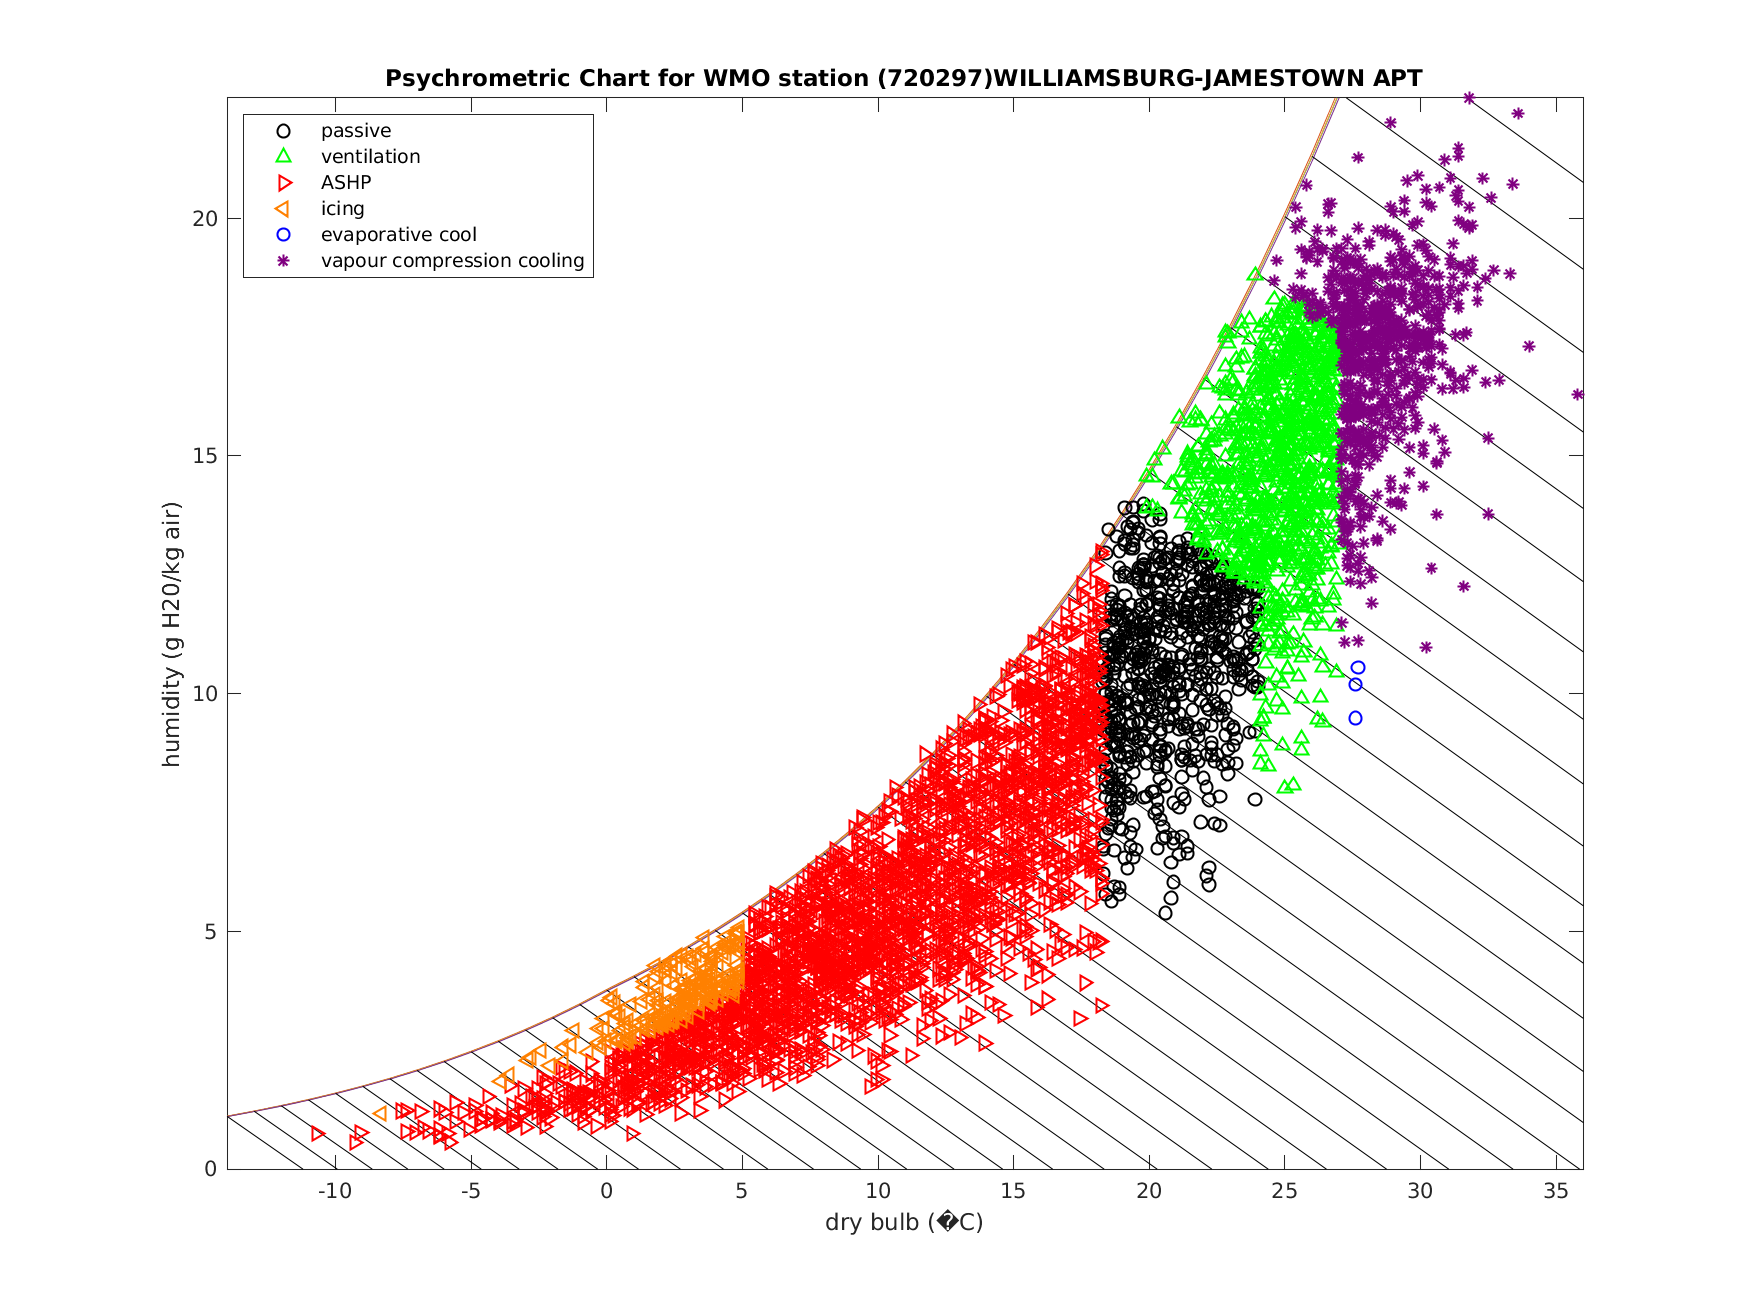 Psychrometric Chart for WMO station (720297)WILLIAMSBURG-JAMESTOWN APT
passive
ventilation
ASHP
icing
evaporative cool
vapour compression cooling
20
15
10
5
0
humidity (g H20/kg air)
-10 -5 0 5 10 15 20 25 30 35
dry bulb (�C)